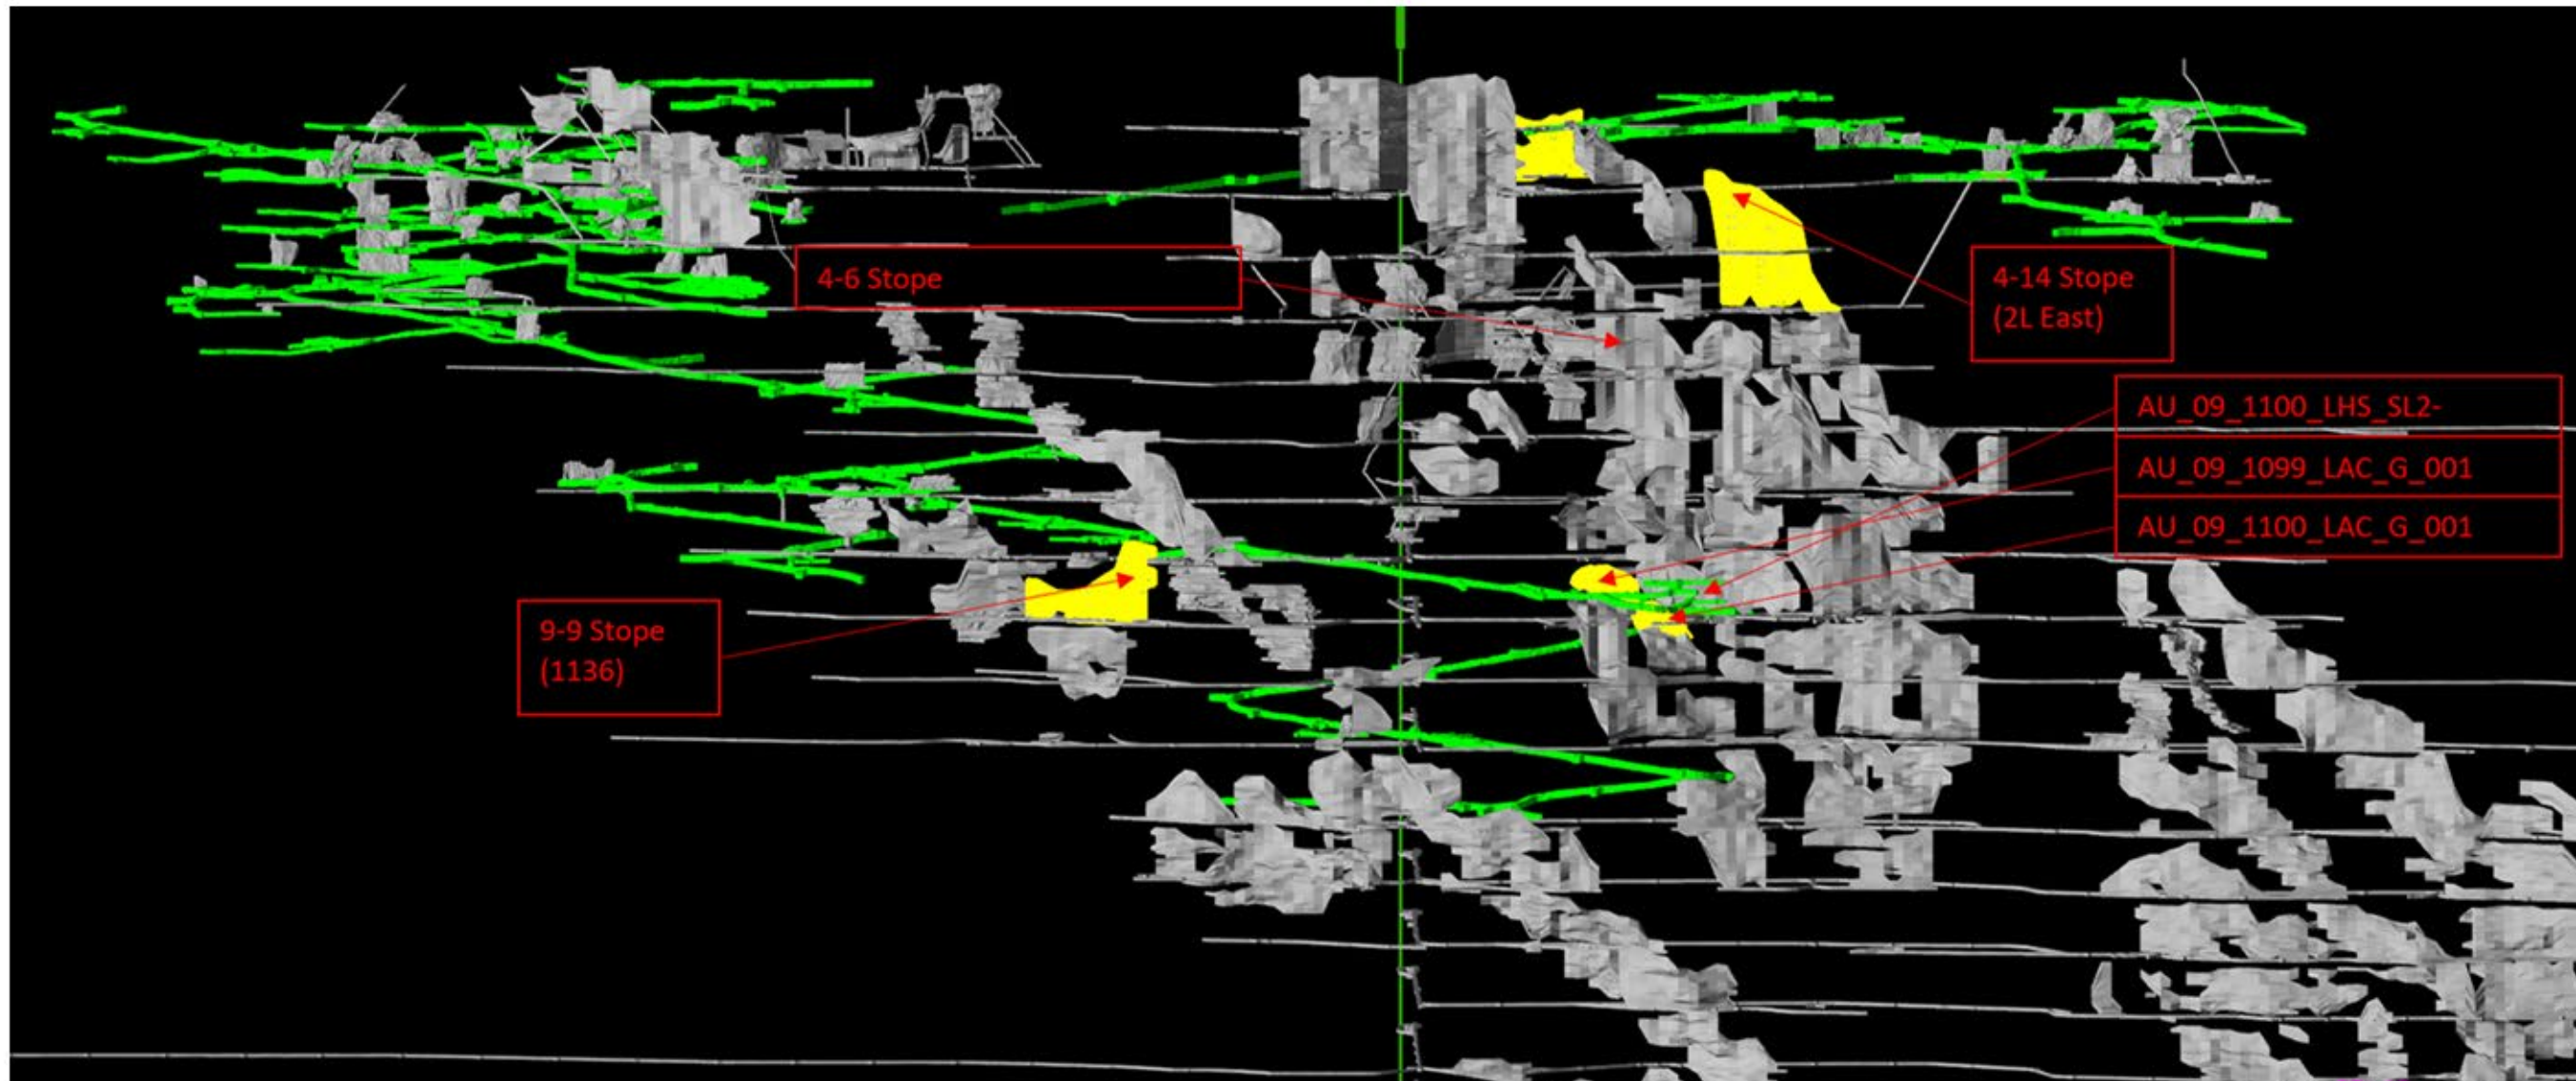 4-6 Stope
4-14 Stope
(2L East)
AU_09_1100_LHS_SL2-
AU_09_1099_LAC_G_001
AU_09_1100_LAC_G_001
9-9 Stope
(1136)